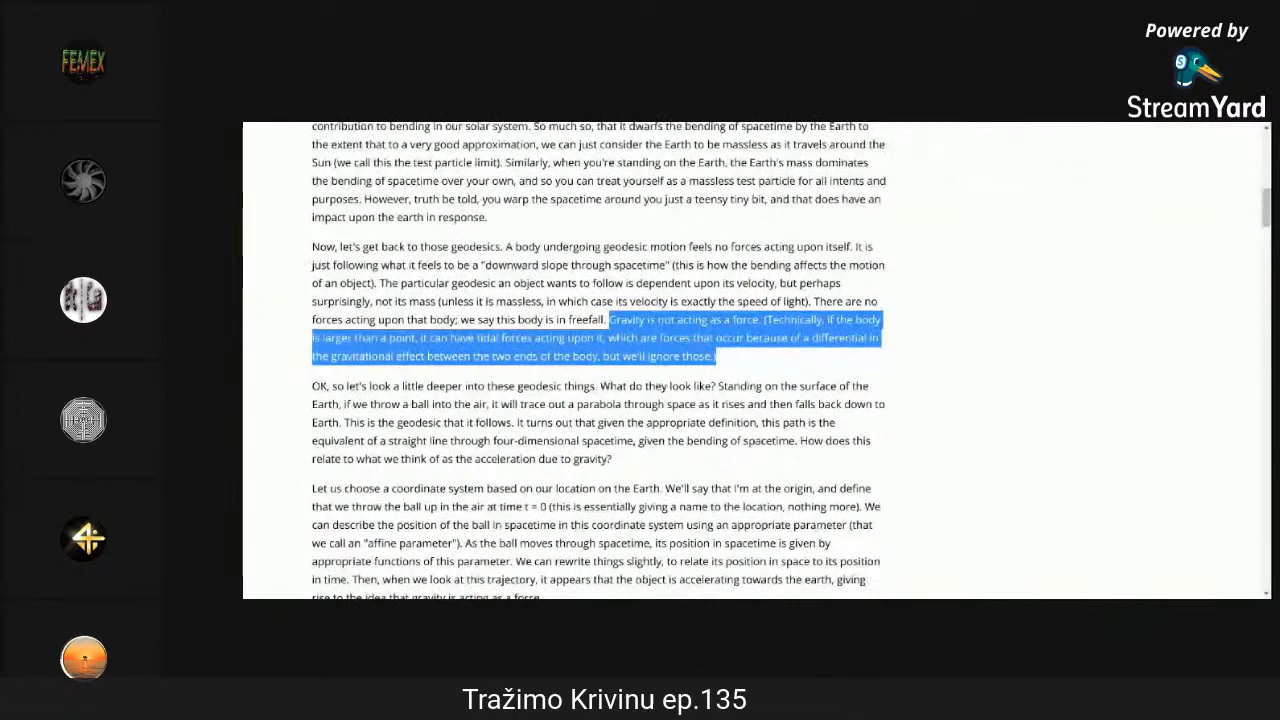 FEMEX
Powered by
StreamYard
contribution to bending in our solar system. So much so, that it dwarfs the bending of spacetime by the Earth to
the extent that to a very good approximation, we can just consider the Earth to be massless as it travels around the
Sun (we call this the test particle limit). Similarly, when you're standing on the Earth, the Earth's mass dominates
the bending of spacetime over your own, and so you can treat yourself as a massless test particle for all intents and
purposes. However, truth be told, you warp the spacetime around you just a teensy tiny bit, and that does have an
impact upon the earth in response.
Now, let's get back to those geodesics. A body undergoing geodesic motion feels no forces acting upon itself. It is
just following what it feels to be a "downward slope through spacetime" (this is how the bending affects the motion
of an object). The particular geodesic an object wants to follow is dependent upon its velocity, but perhaps
surprisingly, not its mass (unless it is massless, in which case its velocity is exactly the speed of light). There are no
forces acting upon that body; we say this body is in freefall. Gravity is not acting as a force. (Technically, if the body
is larger than a point, it can have tidal forces acting upon it, which are forces that occur because of a differential in
the gravitational effect between the two ends of the body, but we'll ignore those.)
OK, so let's look a little deeper into these geodesic things. What do they look like? Standing on the surface of the
Earth, if we throw a ball into the air, it will trace out a parabola through space as it rises and then falls back down to
Earth. This is the geodesic that it follows. It turns out that given the appropriate definition, this path is the
equivalent of a straight line through four-dimensional spacetime, given the bending of spacetime. How does this
relate to what we think of as the acceleration due to gravity?
Let us choose a coordinate system based on our location on the Earth. We'll say that I'm at the origin, and define
that we throw the ball up in the air at time t = 0 (this is essentially giving a name to the location, nothing more). We
can describe the position of the ball in spacetime in this coordinate system using an appropriate parameter (that
we call an "affine parameter"). As the ball moves through spacetime, its position in spacetime is given by
appropriate functions of this parameter. We can rewrite things slightly, to relate its position in space to its position
in time. Then, when we look at this trajectory, it appears that the object is accelerating towards the earth, giving
rise to the idea that gravity is acting as a force.
Tražimo Krivinu ep.135